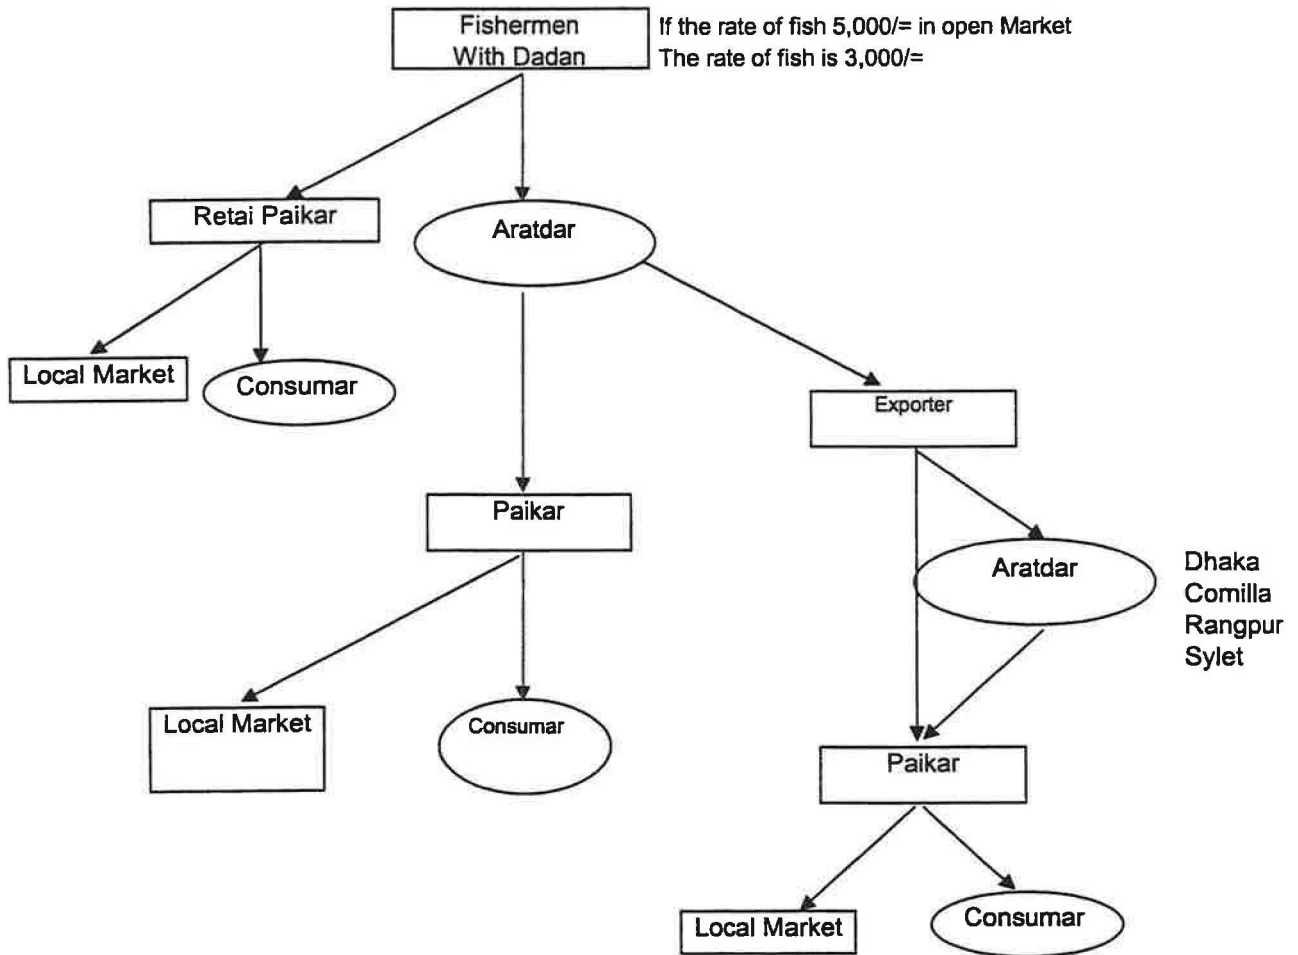 Fishermen
With Dadan
If the rate of fish 5,000/= in open Market
The rate of fish is 3,000/=
Retai Paikar
Aratdar
Local Market
Consumar
Exporter
Paikar
Aratdar
Dhaka
Comilla
Rangpur
Sylet
Local Market
Consumar
Paikar
Local Market
Consumar